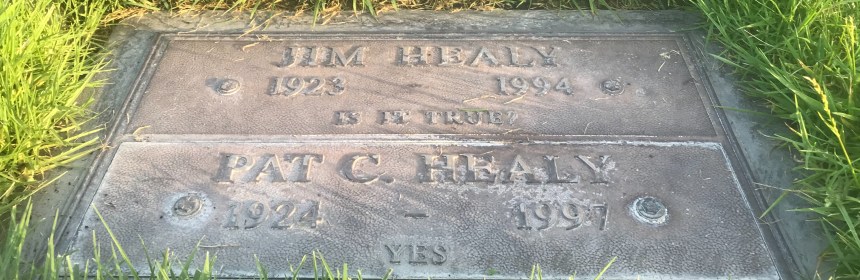 JIM HEALY
1923 - 1994
IS IT TRUE?
PAT C. HEALY
1924 - 1997
YES